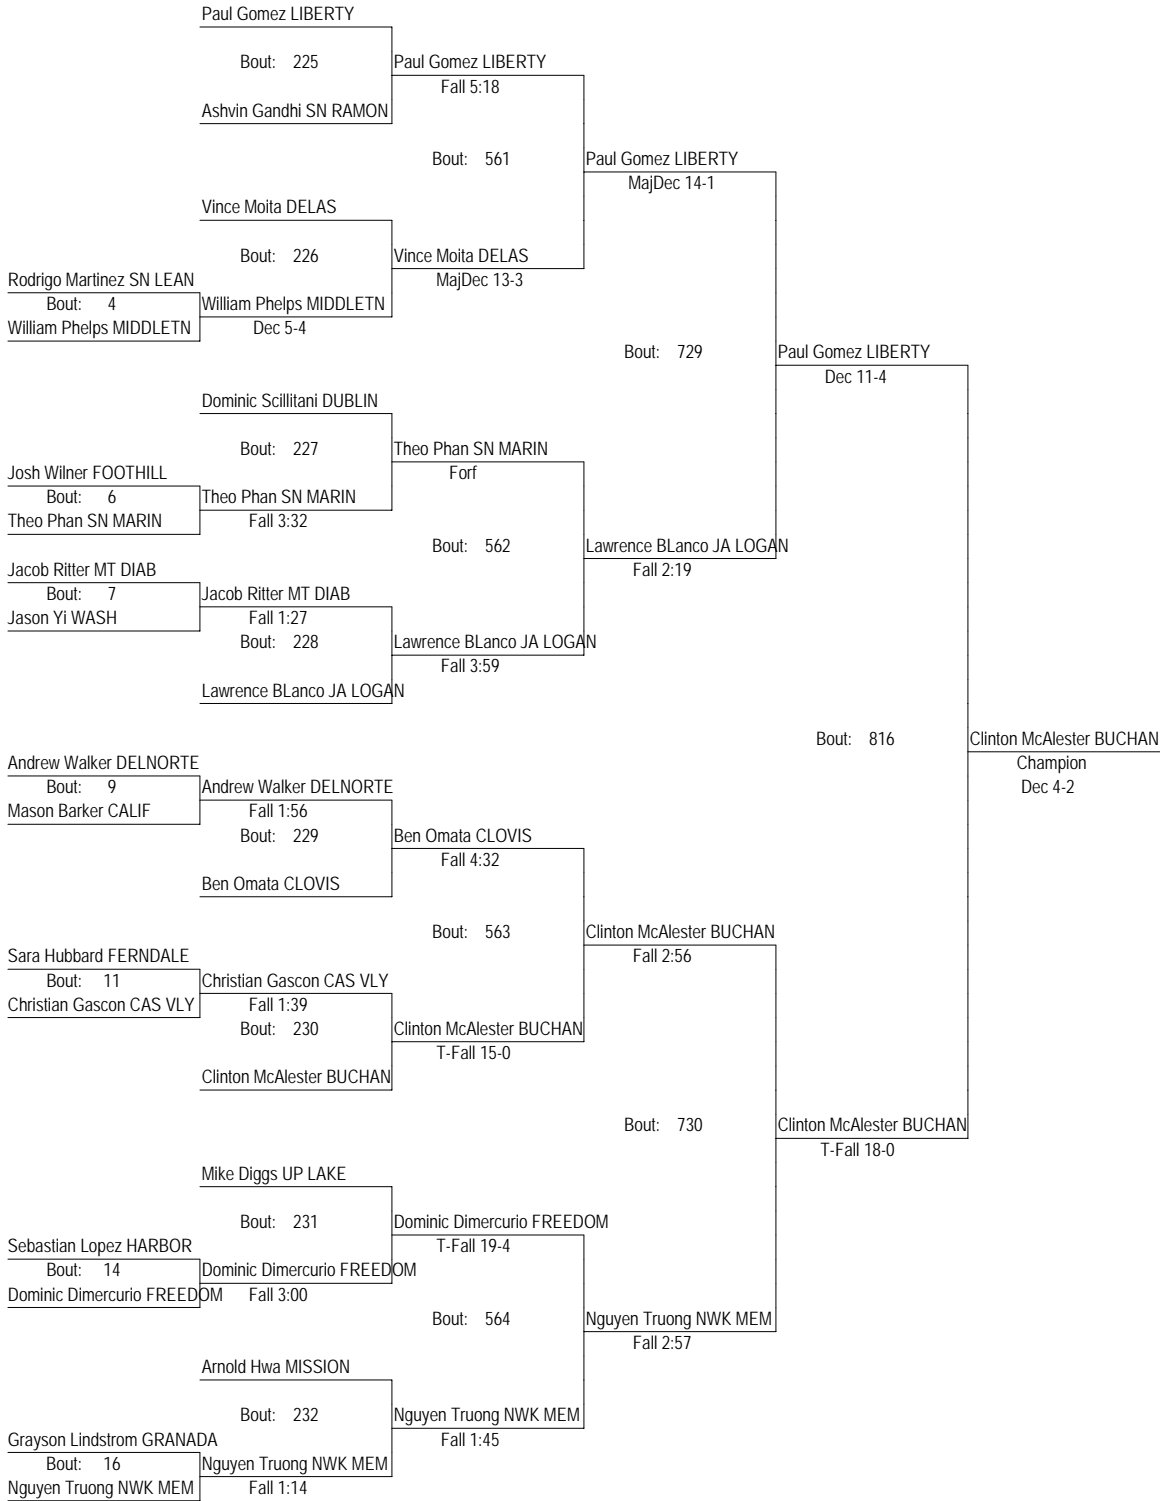 Paul Gomez LIBERTY
Bout: 225
Paul Gomez LIBERTY
Fall 5:18
Ashvin Gandhi SN RAMON
Bout: 561
Paul Gomez LIBERTY
MajDec 14-1
Vince Moita DELAS
Bout: 226
Vince Moita DELAS
MajDec 13-3
Rodrigo Martinez SN LEAN
Bout: 4
William Phelps MIDDLETN
William Phelps MIDDLETN
Dec 5-4
Bout: 729
Paul Gomez LIBERTY
Dec 11-4
Dominic Scillitani DUBLIN
Bout: 227
Theo Phan SN MARIN
Forf
Josh Wilner FOOTHILL
Bout: 6
Theo Phan SN MARIN
Theo Phan SN MARIN
Fall 3:32
Bout: 562
Lawrence BLanco JA LOGAN
Fall 2:19
Jacob Ritter MT DIAB
Bout: 7
Jacob Ritter MT DIAB
Jason Yi WASH
Fall 1:27
Bout: 228
Lawrence BLanco JA LOGAN
Fall 3:59
Lawrence BLanco JA LOGAN
Bout: 816
Clinton McAlester BUCHAN
Champion
Dec 4-2
Andrew Walker DELNORTE
Bout: 9
Andrew Walker DELNORTE
Mason Barker CALIF
Fall 1:56
Bout: 229
Ben Omata CLOVIS
Fall 4:32
Ben Omata CLOVIS
Bout: 563
Clinton McAlester BUCHAN
Fall 2:56
Sara Hubbard FERNDALE
Bout: 11
Christian Gascon CAS VLY
Christian Gascon CAS VLY
Fall 1:39
Bout: 230
Clinton McAlester BUCHAN
T-Fall 15-0
Clinton McAlester BUCHAN
Bout: 730
Clinton McAlester BUCHAN
T-Fall 18-0
Mike Diggs UP LAKE
Bout: 231
Dominic Dimercurio FREEDOM
T-Fall 19-4
Sebastian Lopez HARBOR
Bout: 14
Dominic Dimercurio FREEDOM
Dominic Dimercurio FREEDOM
Fall 3:00
Bout: 564
Nguyen Truong NWK MEM
Fall 2:57
Arnold Hwa MISSION
Bout: 232
Nguyen Truong NWK MEM
Fall 1:45
Grayson Lindstrom GRANADA
Bout: 16
Nguyen Truong NWK MEM
Nguyen Truong NWK MEM
Fall 1:14